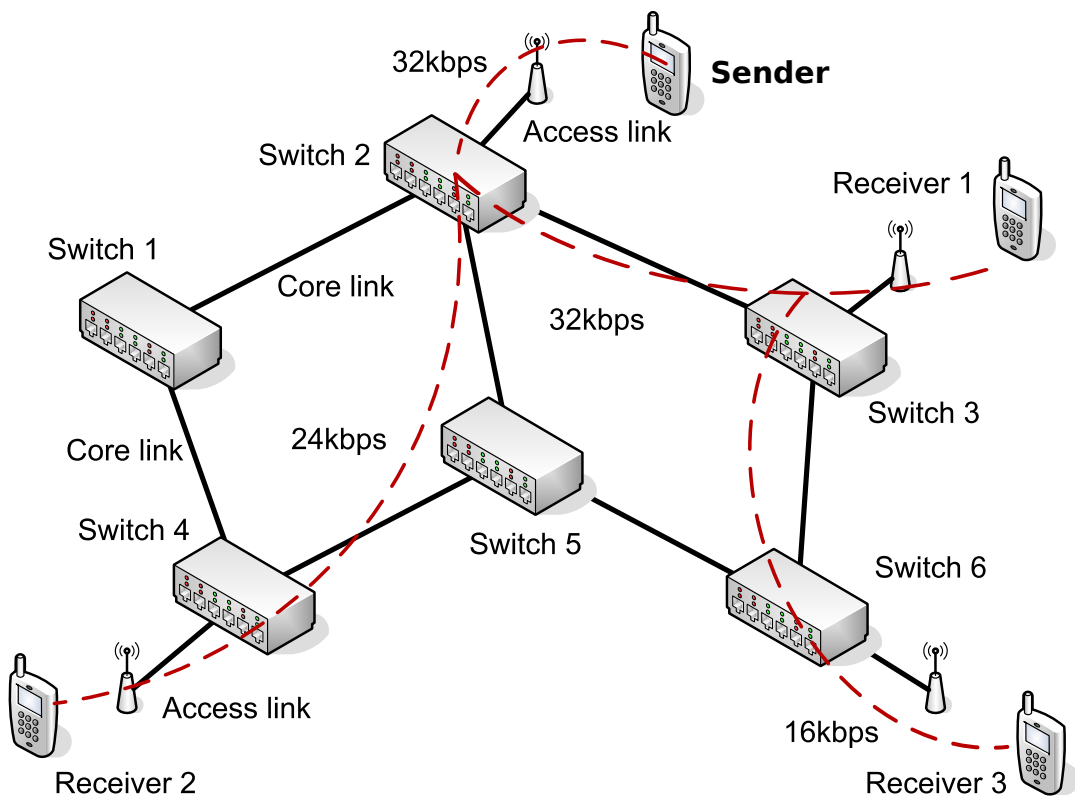 32kbps
Sender
Access link
Switch 2
Receiver 1
Switch 1
Core link
32kbps
Switch 3
24kbps
Core link
Switch 4
Switch 5
Switch 6
Access link
16kbps
Receiver 2
Receiver 3